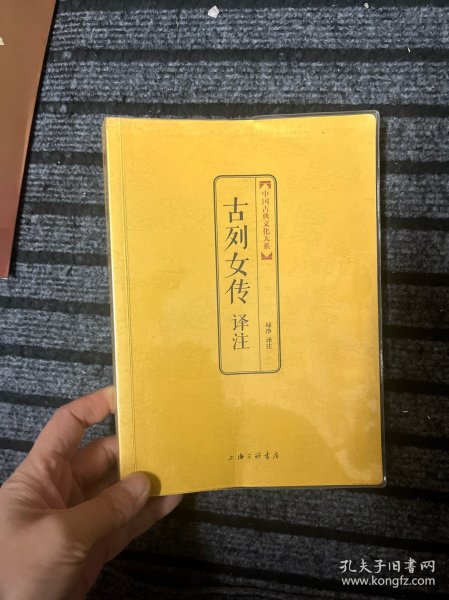 中国古典文化大系
古列女传 译注
绿净 译注
上海三联书店
孔夫子旧书网
www.kongfz.com